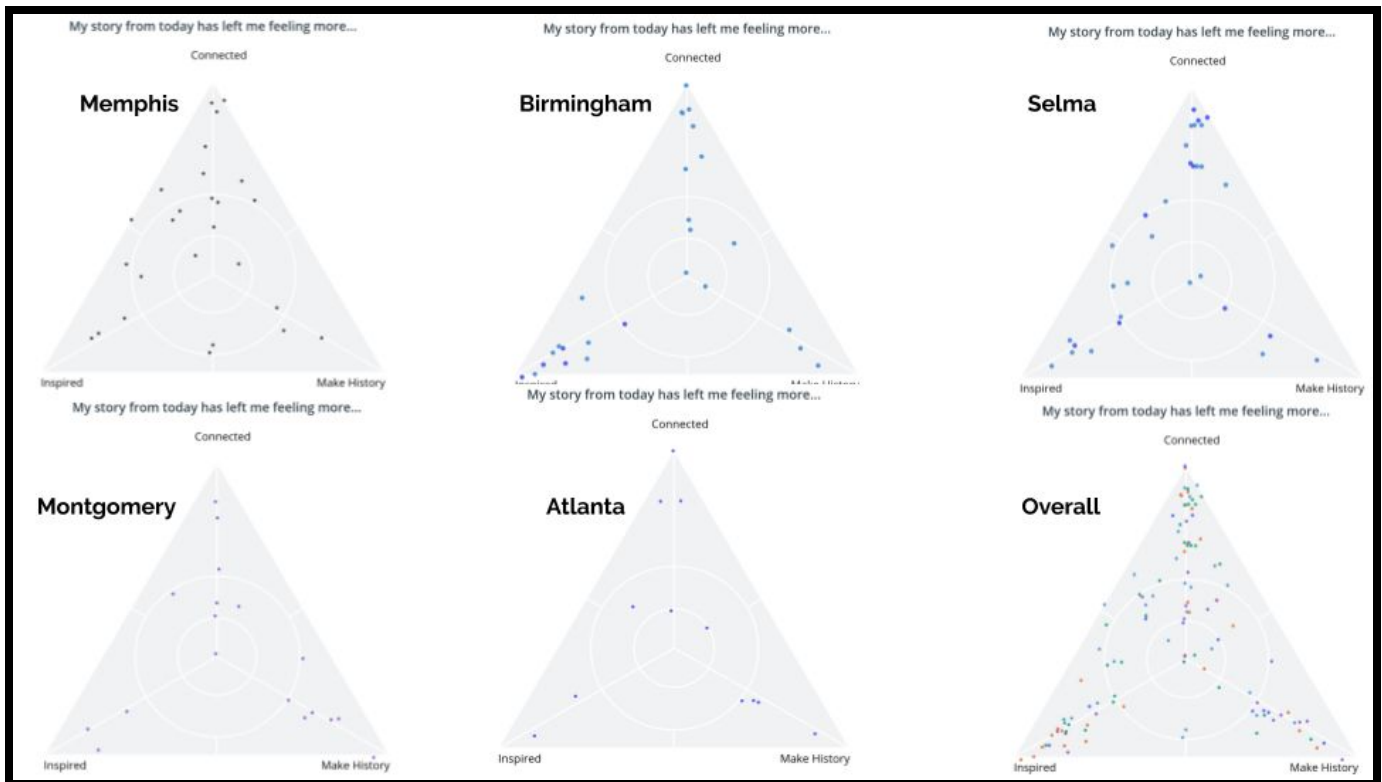 My story from today has left me feeling more...
Connected
Memphis
Inspired
Make History
My story from today has left me feeling more...
Connected
Birmingham
Inspired
Make History
My story from today has left me feeling more...
Connected
Selma
Inspired
Make History
My story from today has left me feeling more...
Connected
Montgomery
Inspired
Make History
My story from today has left me feeling more...
Connected
Atlanta
Inspired
Make History
My story from today has left me feeling more...
Connected
Overall
Inspired
Make History